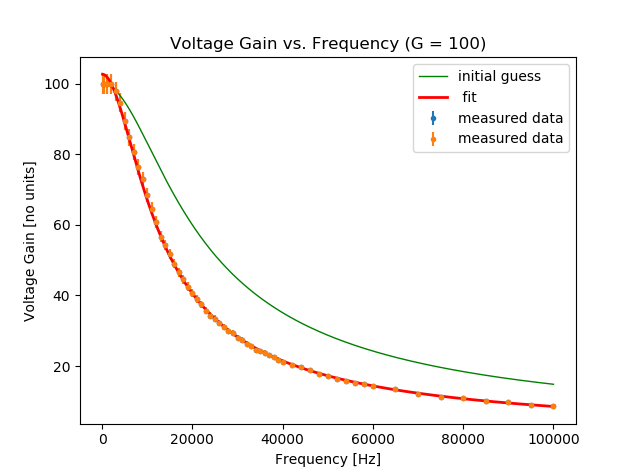 Voltage Gain vs. Frequency (G = 100)
initial guess
fit
measured data
measured data
Voltage Gain [no units]
100
80
60
40
20
0 20000 40000 60000 80000 100000
Frequency [Hz]